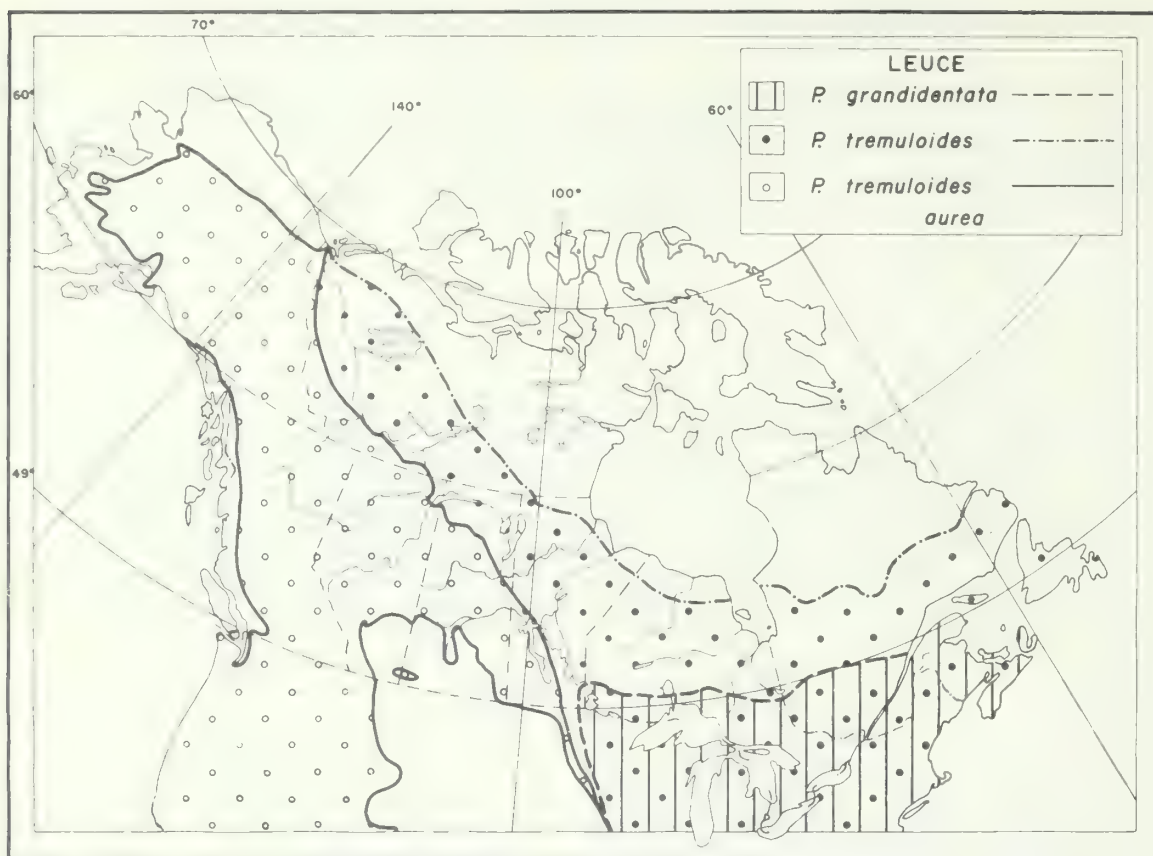 70°
60°
140°
60°
100°
49°
LEUCE
P. grandidentata
P. tremuloides
P. tremuloides
aurea